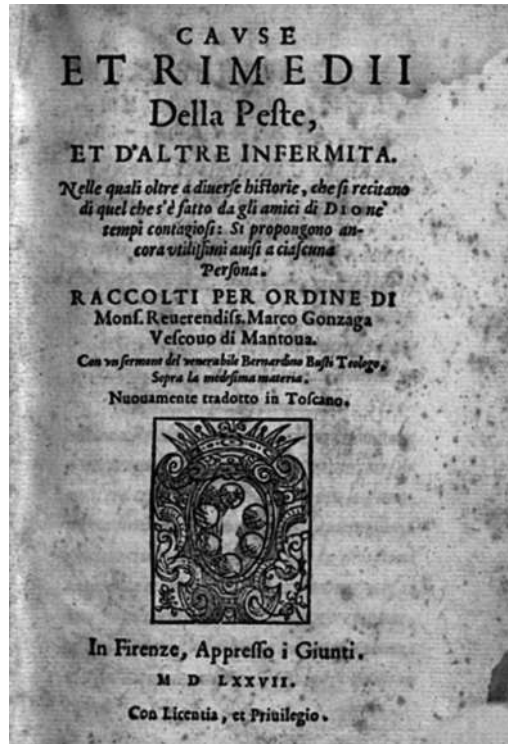 CAVSE
ET RIMEDII
Della Peſte,
ET D'ALTRE INFERMITA.
Nelle quali oltre à diuerſe hiſtorie, che ſi recitano
di quel che s'è fatto da gli amici di DIO ne'
tempi contagioſi: Si propongono an-
cora vtiliſſimi auiſi a ciaſcuna
Perſona.
RACCOLTI PER ORDINE DI
Monſ. Reuerendiſs. Marco Gonzaga
Veſcouo di Mantoua.
Con vn ſermone del venerabile Bernardino Buſti Teologo,
Sopra la medeſima materia.
Nuouamente tradotto in Toſcano.
In Firenze, Appreſſo i Giunti.
M D LXXVII.
Con Licentia, et Priuilegio.